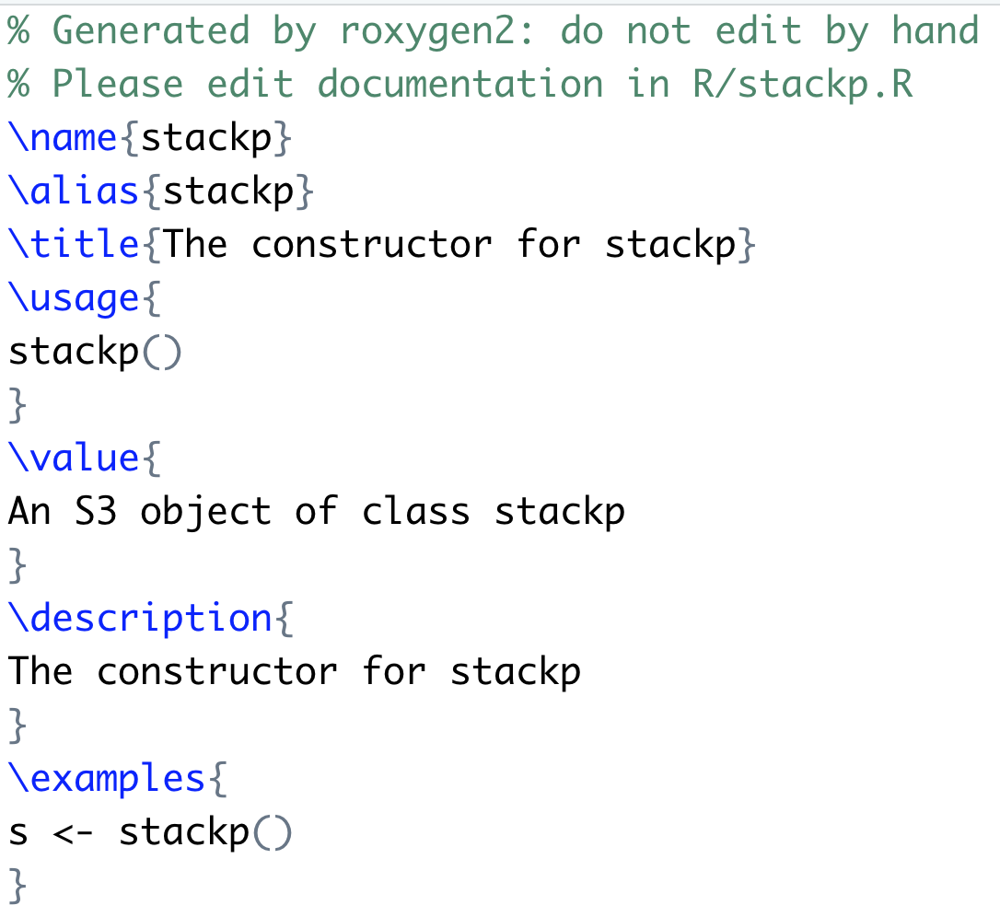 % Generated by roxygen2: do not edit by hand
% Please edit documentation in R/stackp.R
\name{stackp}
\alias{stackp}
\title{The constructor for stackp}
\usage{
stackp()
}
\value{
An S3 object of class stackp
}
\description{
The constructor for stackp
}
\examples{
s <- stackp()
}